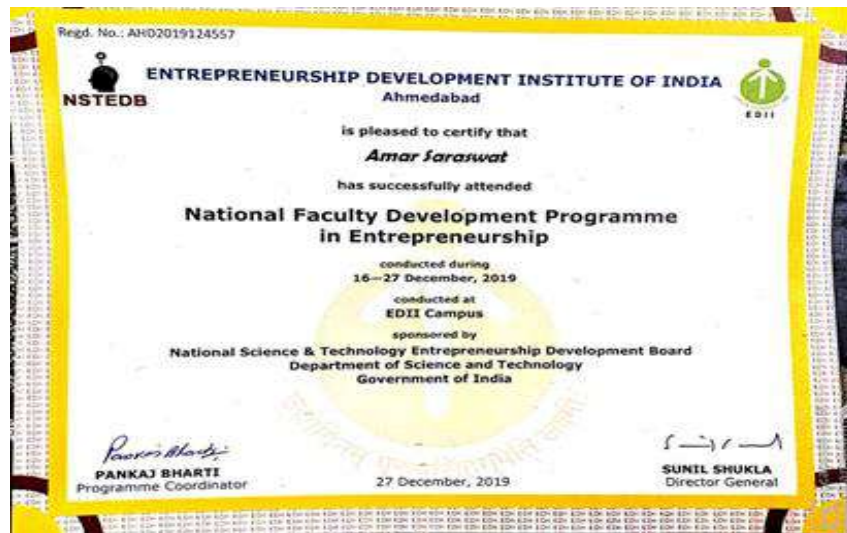 Regd. No.: AHD2019124557
NSTEDB
ENTREPRENEURSHIP DEVELOPMENT INSTITUTE OF INDIA
Ahmedabad
EDII
is pleased to certify that
Amar Saraswat
has successfully attended
National Faculty Development Programme
in Entrepreneurship
conducted during
16—27 December, 2019
conducted at
EDII Campus
sponsored by
National Science & Technology Entrepreneurship Development Board
Department of Science and Technology
Government of India
PANKAJ BHARTI
Programme Coordinator
27 December, 2019
SUNIL SHUKLA
Director General